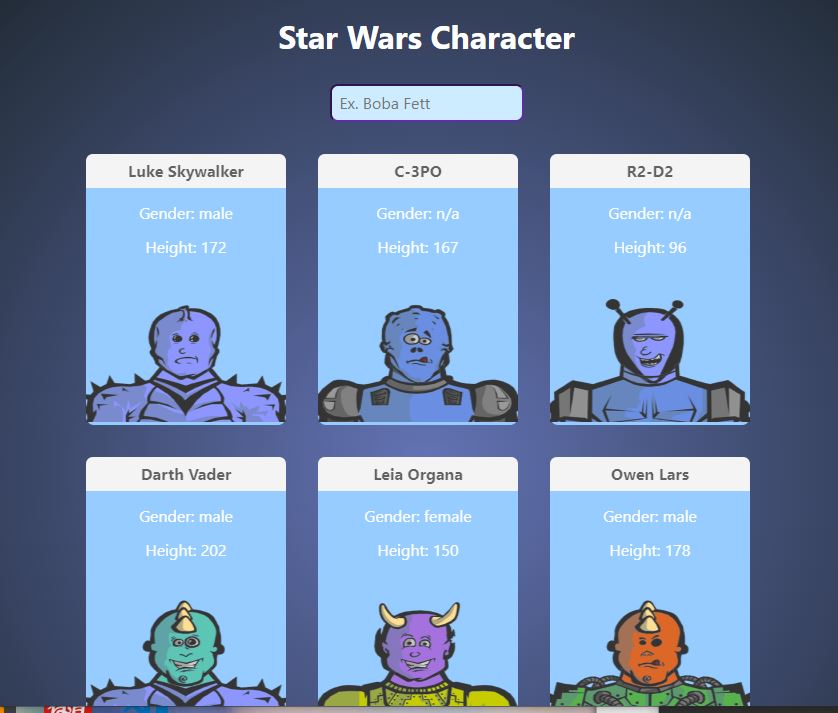 Star Wars Character
Ex. Boba Fett
Luke Skywalker
Gender: male
Height: 172
C-3PO
Gender: n/a
Height: 167
R2-D2
Gender: n/a
Height: 96
Darth Vader
Gender: male
Height: 202
Leia Organa
Gender: female
Height: 150
Owen Lars
Gender: male
Height: 178